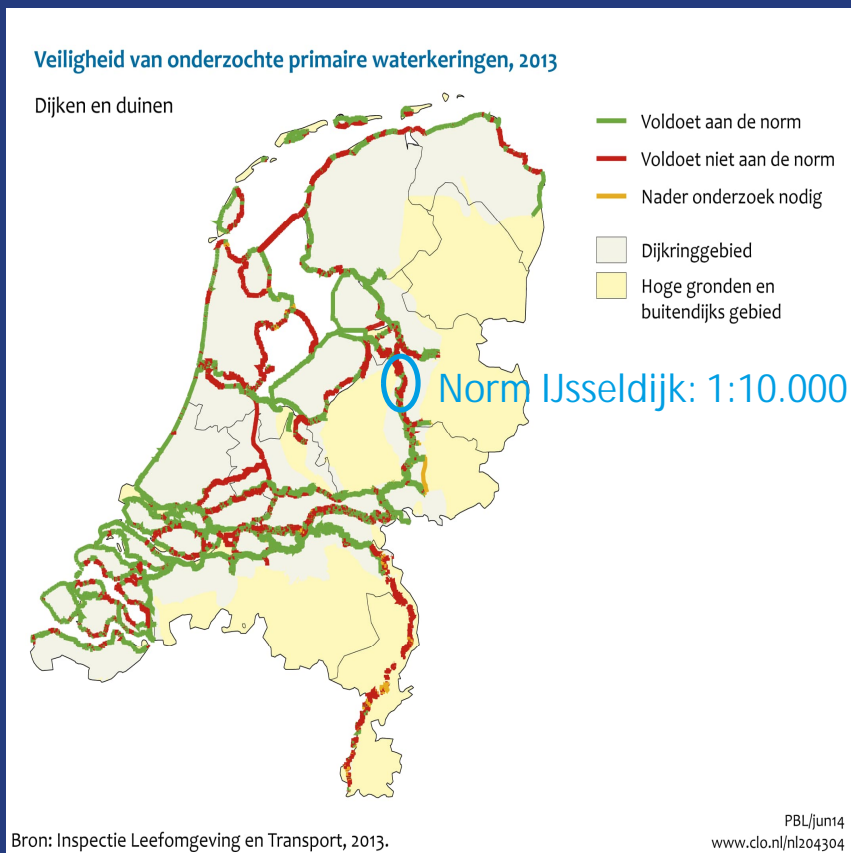 Veiligheid van onderzochte primaire waterkeringen, 2013
Dijken en duinen
Voldoet aan de norm
Voldoet niet aan de norm
Nader onderzoek nodig
Dijkringgebied
Hoge gronden en
buitendijks gebied
Norm IJsseldijk: 1:10.000
PBL/jun14
Bron: Inspectie Leefomgeving en Transport, 2013.
www.clo.nl/nl204304